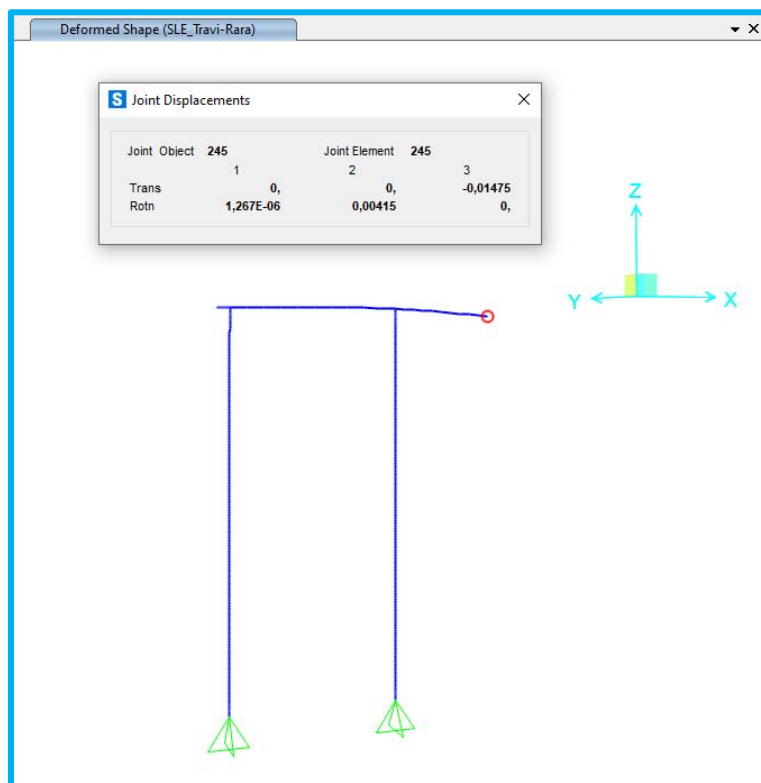 Deformed Shape (SLE_Travi-Rara)
S Joint Displacements
Joint Object 245 Joint Element 245
1 2 3
Trans 0, 0, -0,01475
Rotn 1,267E-06 0,00415 0,
Z
Y X